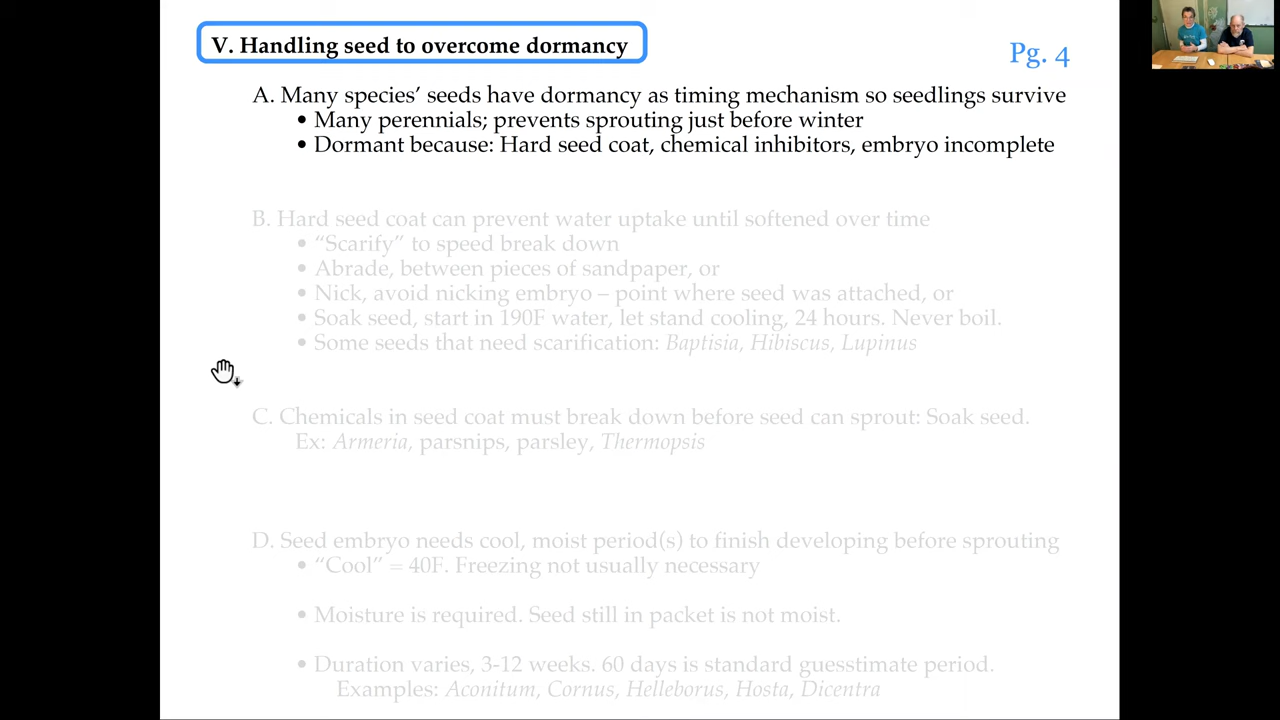 V. Handling seed to overcome dormancy
Pg. 4
A. Many species’ seeds have dormancy as timing mechanism so seedlings survive
• Many perennials; prevents sprouting just before winter
• Dormant because: Hard seed coat, chemical inhibitors, embryo incomplete
B. Hard seed coat can prevent water uptake until softened over time
• “Scarify” to speed break down
• Abrade, between pieces of sandpaper, or
• Nick, avoid nicking embryo – point where seed was attached, or
• Soak seed, start in 190F water, let stand cooling, 24 hours. Never boil.
• Some seeds that need scarification: Baptisia, Hibiscus, Lupinus
C. Chemicals in seed coat must break down before seed can sprout: Soak seed.
Ex: Armeria, parsnips, parsley, Thermopsis
D. Seed embryo needs cool, moist period(s) to finish developing before sprouting
• “Cool” = 40F. Freezing not usually necessary
• Moisture is required. Seed still in packet is not moist.
• Duration varies, 3-12 weeks. 60 days is standard guesstimate period.
Examples: Aconitum, Cornus, Helleborus, Hosta, Dicentra